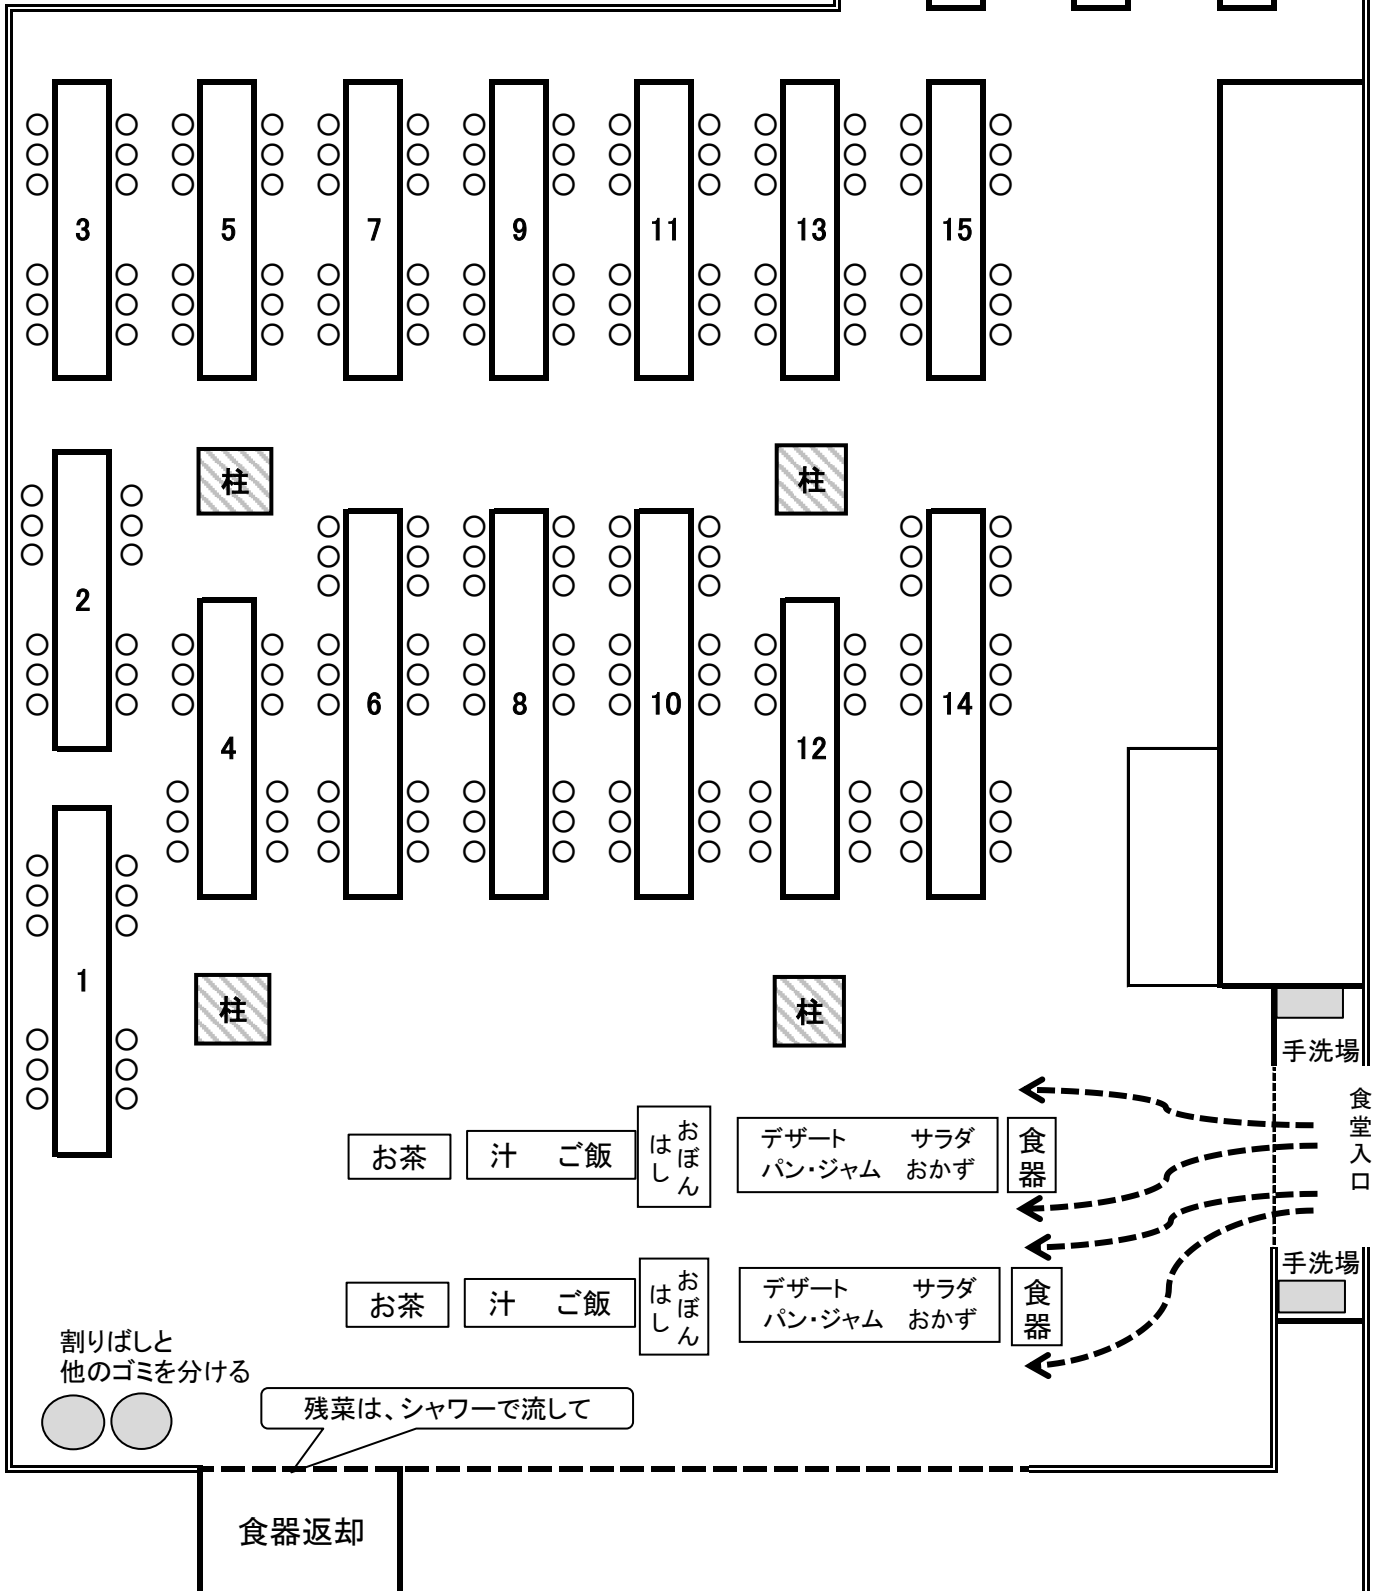 3
5
7
9
11
13
15
柱
柱
2
4
6
8
10
12
14
1
柱
柱
手洗場
食堂入口
お茶
汁 ご飯
おぼん
はし
デザート サラダ
パン・ジャム おかず
食器
手洗場
お茶
汁 ご飯
おぼん
はし
デザート サラダ
パン・ジャム おかず
食器
割りばしと
他のゴミを分ける
残菜は、シャワーで流して
食器返却